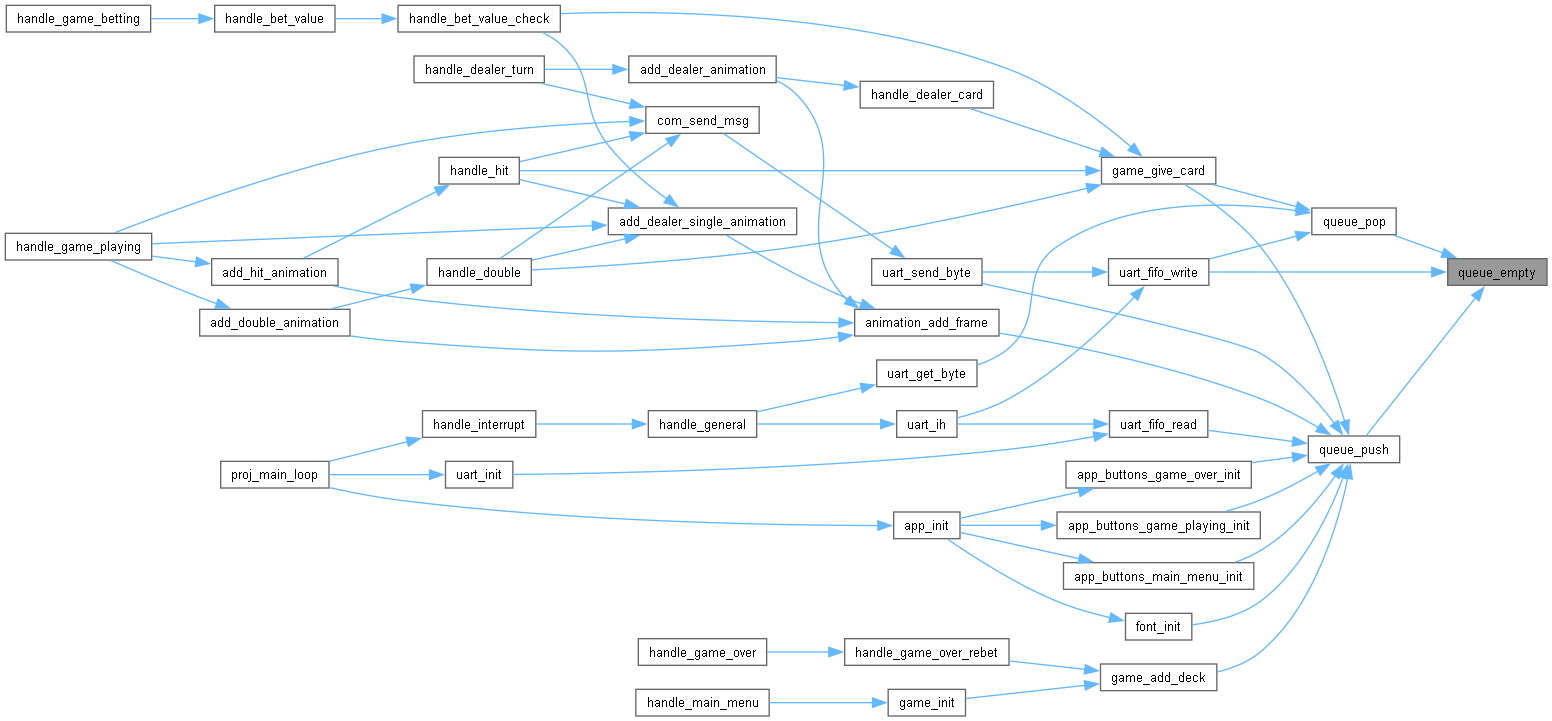 handle_game_betting
handle_bet_value
handle_bet_value_check
handle_dealer_turn
add_dealer_animation
handle_dealer_card
com_send_msg
handle_hit
game_give_card
add_dealer_single_animation
queue_pop
handle_game_playing
add_hit_animation
handle_double
uart_send_byte
uart_fifo_write
queue_empty
add_double_animation
animation_add_frame
uart_get_byte
handle_interrupt
handle_general
uart_ih
uart_fifo_read
queue_push
proj_main_loop
uart_init
app_buttons_game_over_init
app_init
app_buttons_game_playing_init
app_buttons_main_menu_init
font_init
handle_game_over
handle_game_over_rebet
game_add_deck
handle_main_menu
game_init